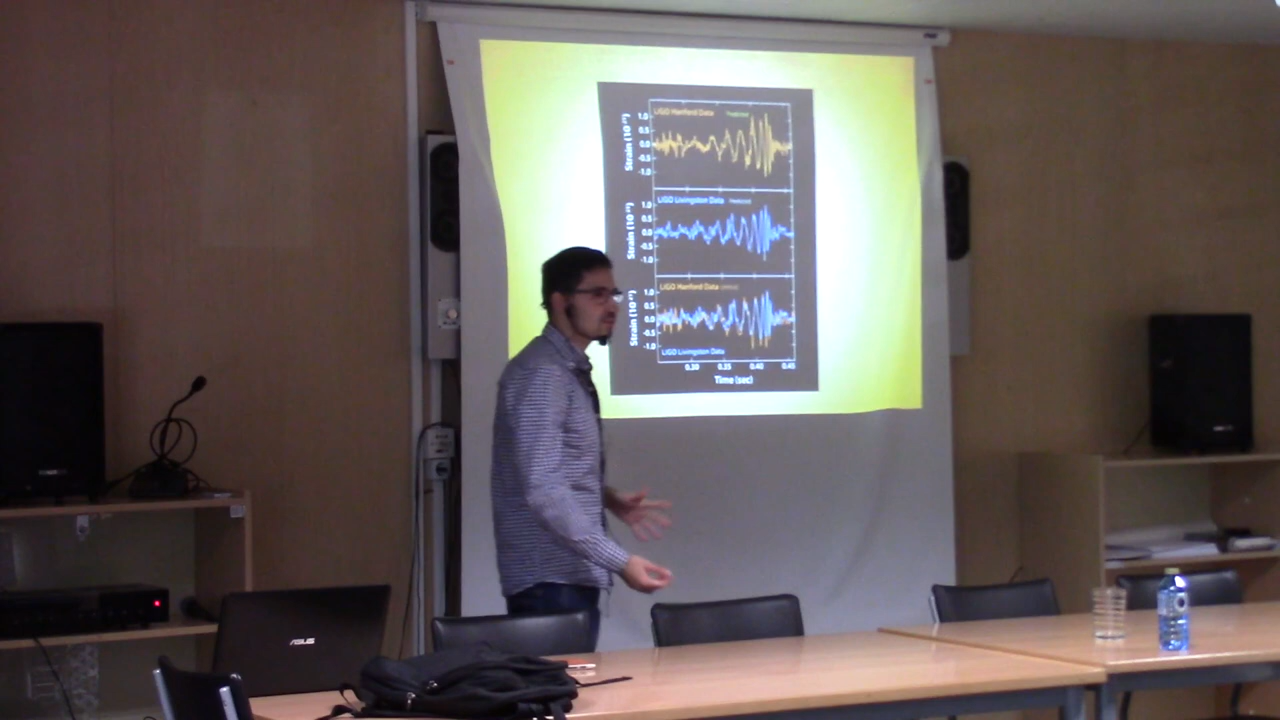 LIGO Hanford Data
Predicted
Strain (10⁻²¹)
1.0
0.5
0.0
-0.5
-1.0
LIGO Livingston Data
Predicted
Strain (10⁻²¹)
1.0
0.5
0.0
-0.5
-1.0
LIGO Hanford Data
Strain (10⁻²¹)
1.0
0.5
0.0
-0.5
-1.0
LIGO Livingston Data
0.30 0.35 0.40 0.45
Time (sec)
ASUS